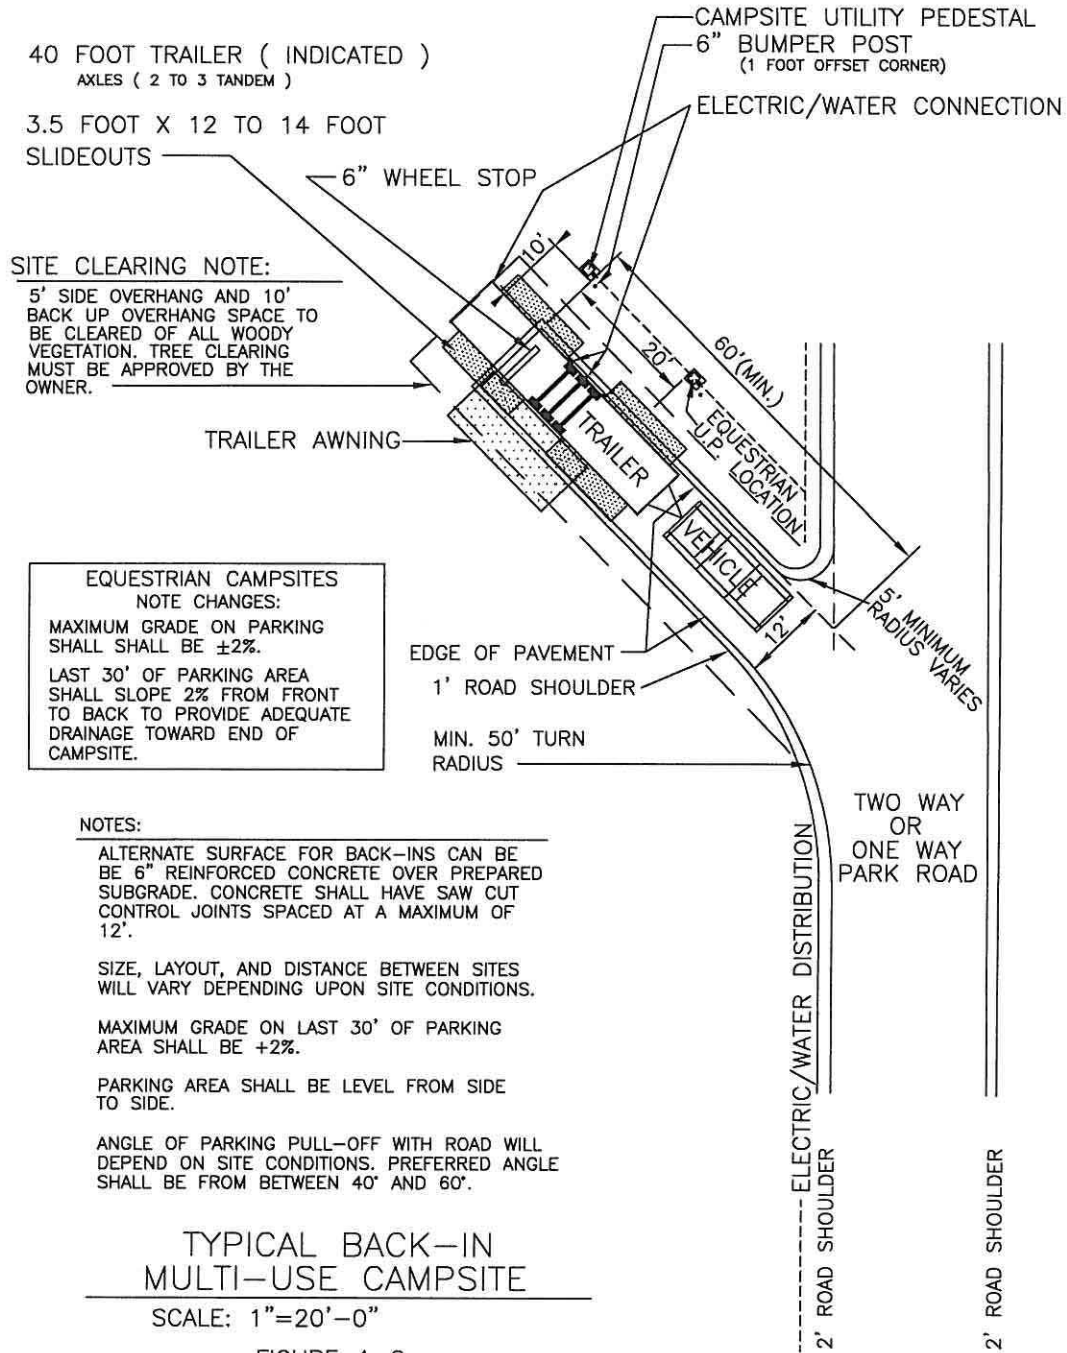 CAMPSITE UTILITY PEDESTAL
6" BUMPER POST
(1 FOOT OFFSET CORNER)
ELECTRIC/WATER CONNECTION
40 FOOT TRAILER ( INDICATED )
AXLES ( 2 TO 3 TANDEM )
3.5 FOOT X 12 TO 14 FOOT
SLIDEOUTS
6" WHEEL STOP
SITE CLEARING NOTE:
5' SIDE OVERHANG AND 10'
BACK UP OVERHANG SPACE TO
BE CLEARED OF ALL WOODY
VEGETATION. TREE CLEARING
MUST BE APPROVED BY THE
OWNER.
TRAILER AWNING
10'
20'
60'(MIN.)
EQUESTRIAN
U.P. LOCATION
TRAILER
VEHICLE
12'
5' MINIMUM
RADIUS VARIES
EDGE OF PAVEMENT
1' ROAD SHOULDER
MIN. 50' TURN
RADIUS
EQUESTRIAN CAMPSITES
NOTE CHANGES:
MAXIMUM GRADE ON PARKING
SHALL SHALL BE ±2%.
LAST 30' OF PARKING AREA
SHALL SLOPE 2% FROM FRONT
TO BACK TO PROVIDE ADEQUATE
DRAINAGE TOWARD END OF
CAMPSITE.
TWO WAY
OR
ONE WAY
PARK ROAD
NOTES:
ALTERNATE SURFACE FOR BACK-INS CAN BE
BE 6" REINFORCED CONCRETE OVER PREPARED
SUBGRADE. CONCRETE SHALL HAVE SAW CUT
CONTROL JOINTS SPACED AT A MAXIMUM OF
12'.
SIZE, LAYOUT, AND DISTANCE BETWEEN SITES
WILL VARY DEPENDING UPON SITE CONDITIONS.
MAXIMUM GRADE ON LAST 30' OF PARKING
AREA SHALL BE +2%.
PARKING AREA SHALL BE LEVEL FROM SIDE
TO SIDE.
ANGLE OF PARKING PULL-OFF WITH ROAD WILL
DEPEND ON SITE CONDITIONS. PREFERRED ANGLE
SHALL BE FROM BETWEEN 40° AND 60°.
ELECTRIC/WATER DISTRIBUTION
2' ROAD SHOULDER
2' ROAD SHOULDER
TYPICAL BACK-IN
MULTI-USE CAMPSITE
SCALE: 1"=20'-0"